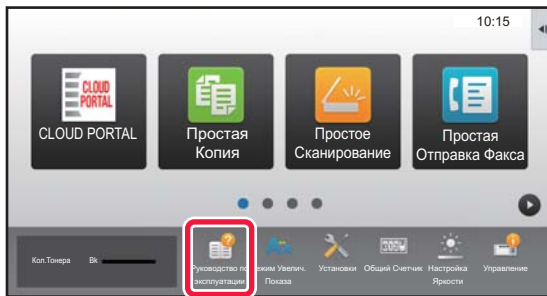 10:15
CLOUD
PORTAL
CLOUD PORTAL
Простая
Копия
Простое
Сканирование
Простая
Отправка Факса
Кол.Тонера Bk
Руководство по
эксплуатации
Режим Увелич.
Показа
Установки
Общий Счетчик
Настройка
Яркости
Управление